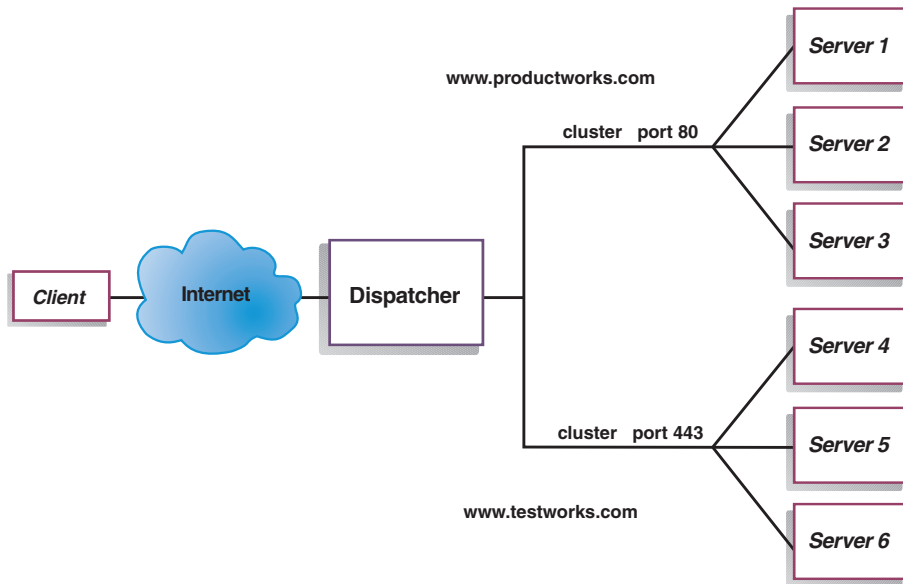 Server 1
www.productworks.com
cluster port 80
Server 2
Server 3
Client
Internet
Dispatcher
Server 4
cluster port 443
Server 5
www.testworks.com
Server 6